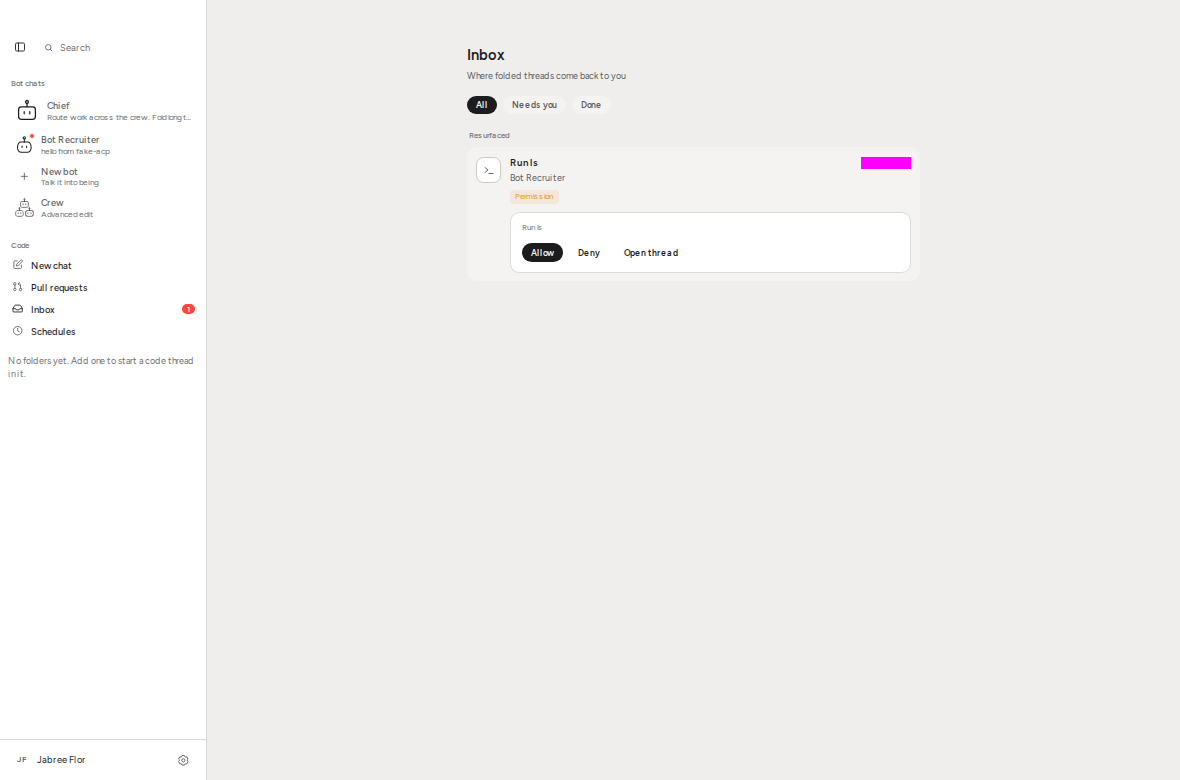 Search
Bot chats
Chief
Route work across the crew. Fold long t...
Bot Recruiter
hello from fake-acp
New bot
Talk it into being
Crew
Advanced edit
Code
New chat
Pull requests
Inbox
1
Schedules
No folders yet. Add one to start a code thread
in it.
JF
Jabree Flor
Inbox
Where folded threads come back to you
All
Needs you
Done
Resurfaced
Run ls
Bot Recruiter
Permission
Run ls
Allow
Deny
Open thread